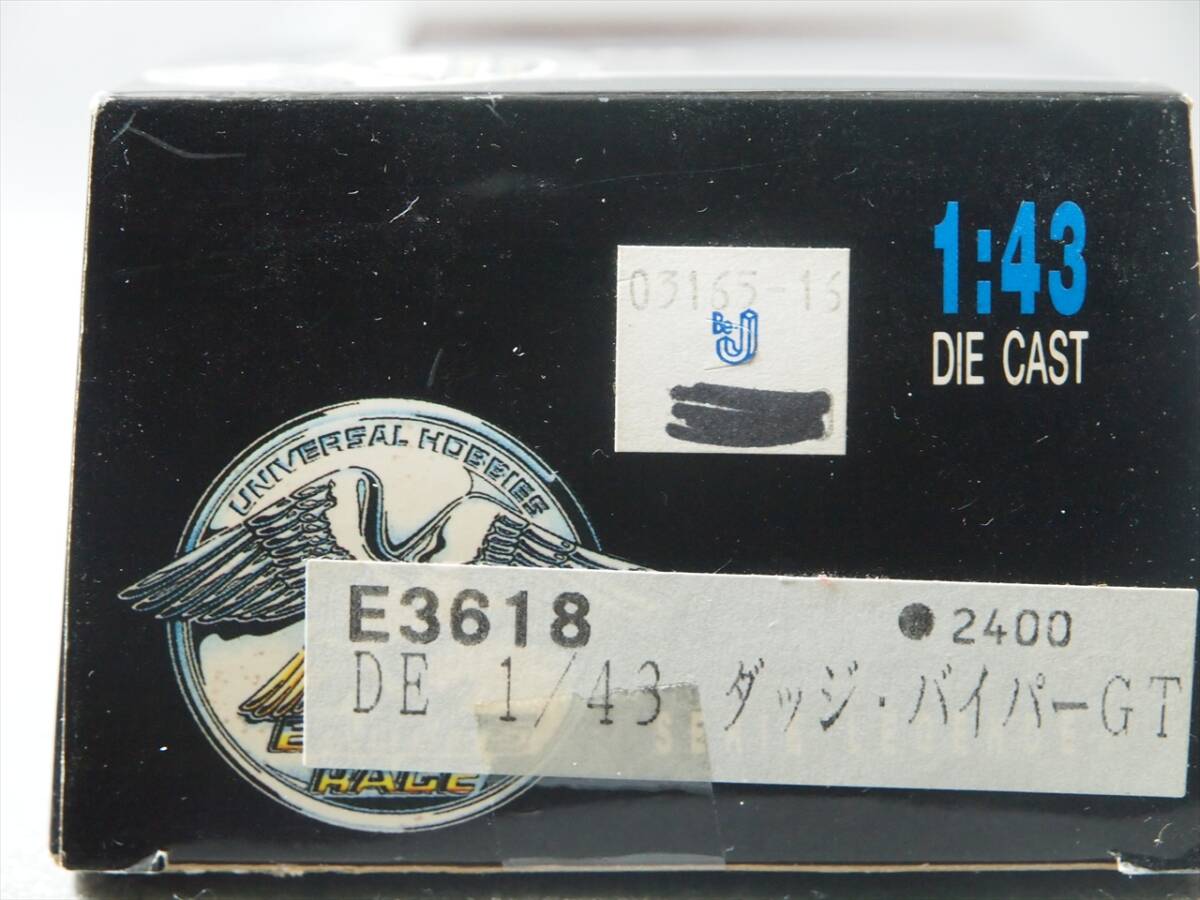 03165-16
BeJ
1:43
DIE CAST
UNIVERSAL HOBBIES
E3618 ●2400
DE 1/43 ダッジ・バイパーGT
RACE